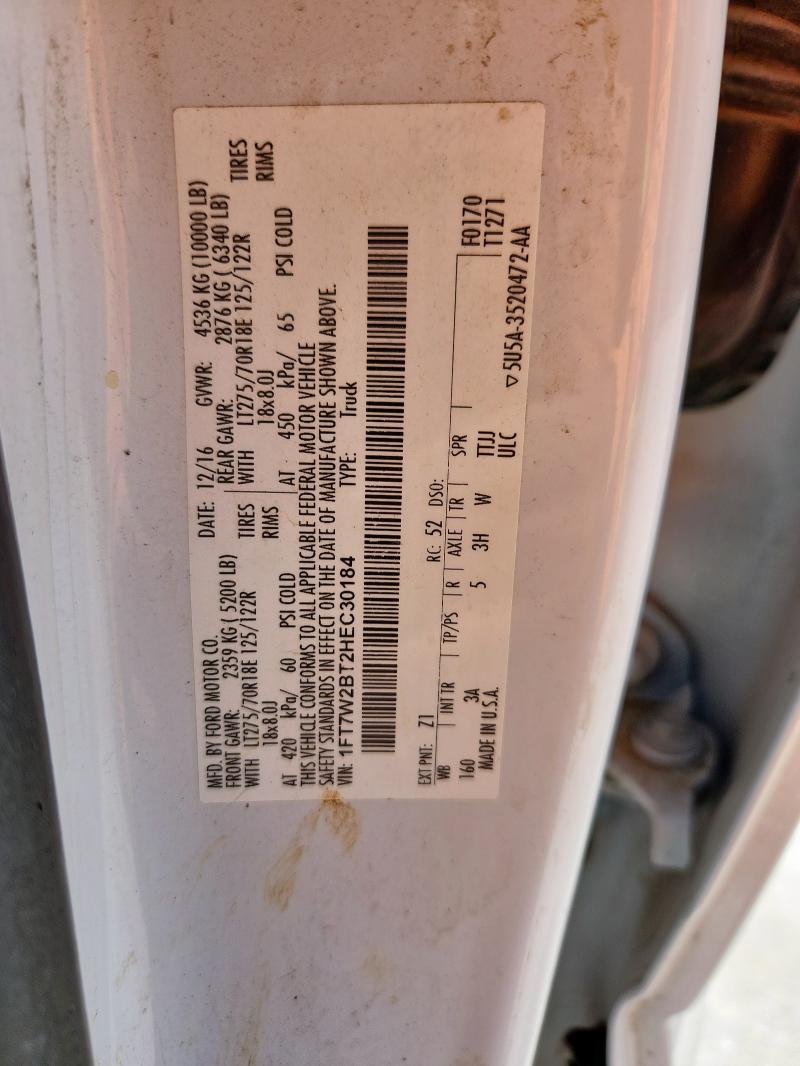 MFD. BY FORD MOTOR CO.
DATE: 12/16 GVWR: 4536 KG (10000 LB)
FRONT GAWR: 2359 KG ( 5200 LB)
REAR GAWR: 2876 KG ( 6340 LB)
WITH LT275/70R18E 125/122R TIRES
WITH LT275/70R18E 125/122R TIRES
18x8.0J RIMS
18x8.0J RIMS
AT 420 kPa/ 60 PSI COLD
AT 450 kPa/ 65 PSI COLD
THIS VEHICLE CONFORMS TO ALL APPLICABLE FEDERAL MOTOR VEHICLE
SAFETY STANDARDS IN EFFECT ON THE DATE OF MANUFACTURE SHOWN ABOVE.
VIN: 1FT7W2BT2HEC30184 TYPE: Truck
EXT PNT: Z1 RC: 52 DSO:
WB INT TR TP/PS R AXLE TR SPR F0170
160 3A 5 3H W TTJJ T1271
MADE IN U.S.A. ULC ▽5U5A-3520472-AA